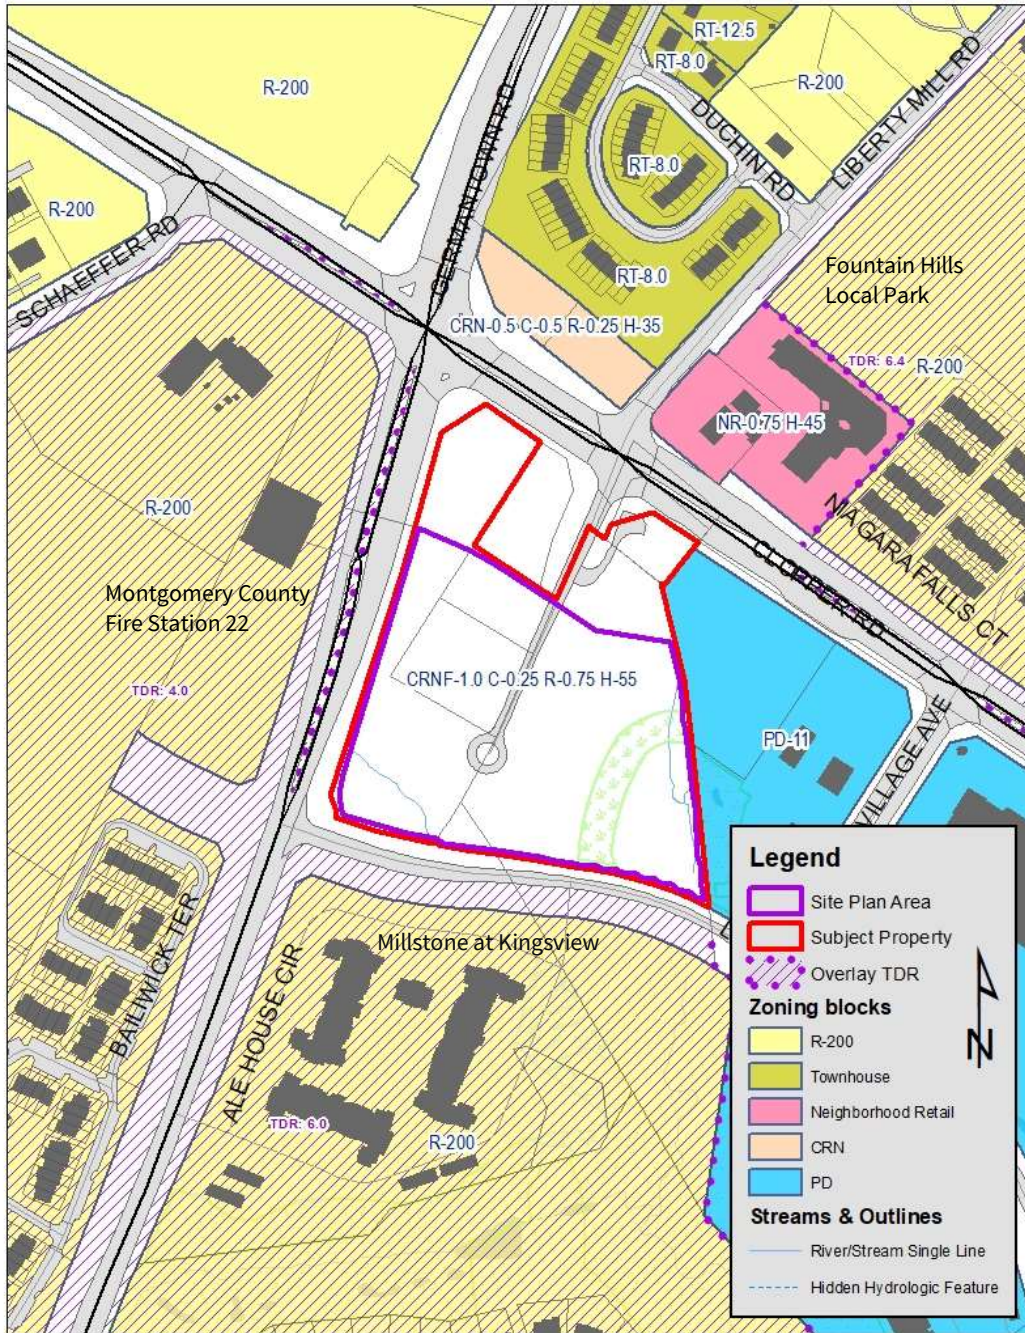 RT-12.5
RT-8.0
R-200
R-200
LIBERTY MILL RD
GERMANTOWN RD
DUCHIN RD
RT-8.0
R-200
SCHAEFFER RD
RT-8.0
Fountain Hills
Local Park
CRN-0.5 C-0.5 R-0.25 H-35
TDR: 6.4
R-200
NR-0.75 H-45
R-200
NIAGARA FALLS CT
CLOPPER RD
Montgomery County
Fire Station 22
CRNF-1.0 C-0.25 R-0.75 H-55
TDR: 4.0
PD-11
VILLAGE AVE
BAILIWICK TER
ALE HOUSE CIR
Millstone at Kingsview
TDR: 6.0
R-200
Legend
Site Plan Area
Subject Property
Overlay TDR
Zoning blocks
R-200
Townhouse
Neighborhood Retail
CRN
PD
Streams & Outlines
River/Stream Single Line
Hidden Hydrologic Feature
N